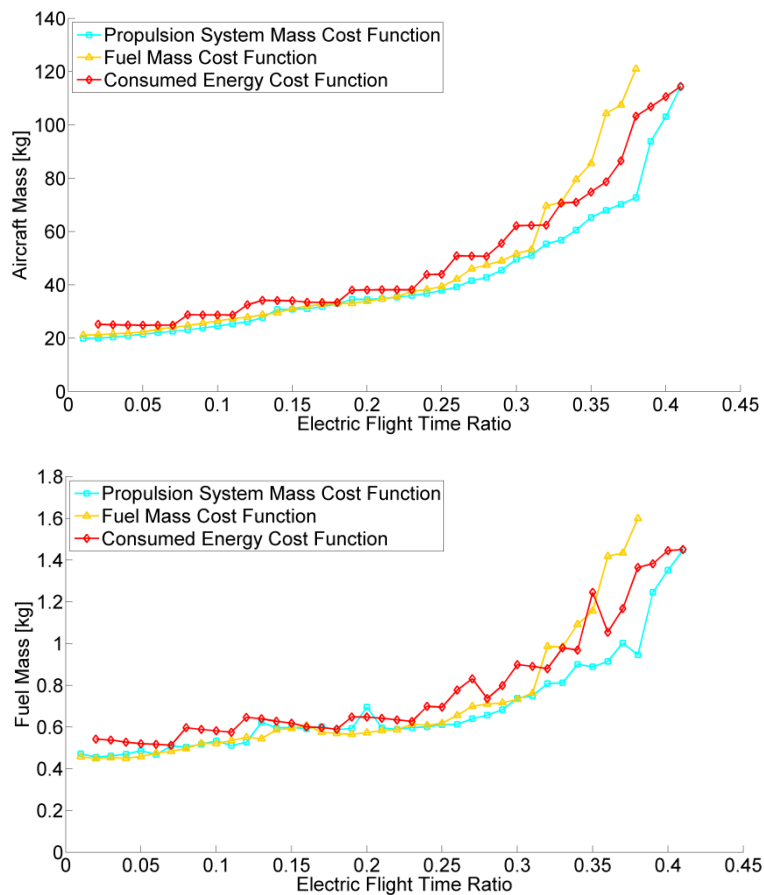 140
120
100
80
60
40
20
0
Aircraft Mass [kg]
Propulsion System Mass Cost Function
Fuel Mass Cost Function
Consumed Energy Cost Function
0 0.05 0.1 0.15 0.2 0.25 0.3 0.35 0.4 0.45
Electric Flight Time Ratio
1.8
1.6
1.4
1.2
1
0.8
0.6
0.4
0.2
0
Fuel Mass [kg]
Propulsion System Mass Cost Function
Fuel Mass Cost Function
Consumed Energy Cost Function
0 0.05 0.1 0.15 0.2 0.25 0.3 0.35 0.4 0.45
Electric Flight Time Ratio